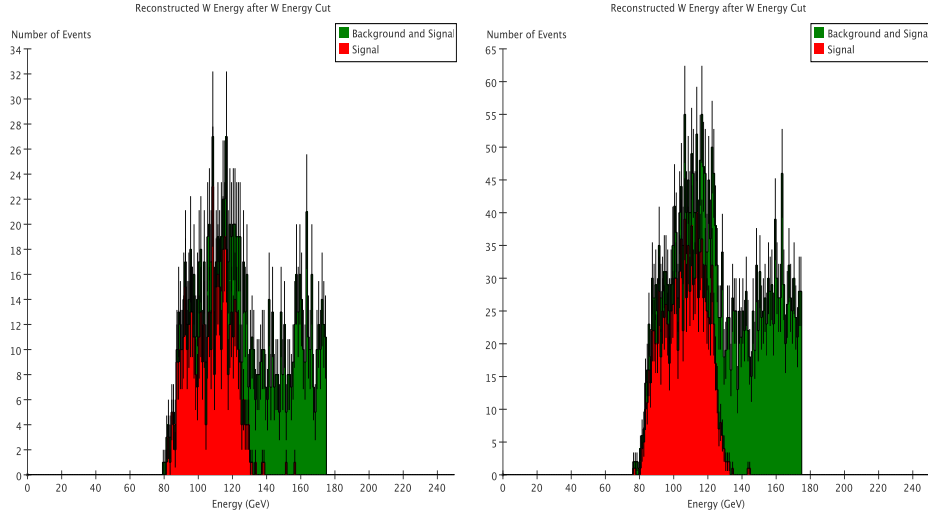 Reconstructed W Energy after W Energy Cut
Number of Events
Background and Signal
Signal
34
32
30
28
26
24
22
20
18
16
14
12
10
8
6
4
2
0
0 20 40 60 80 100 120 140 160 180 200 220 240
Energy (GeV)
Reconstructed W Energy after W Energy Cut
Number of Events
Background and Signa
Signal
65
60
55
50
45
40
35
30
25
20
15
10
5
0
0 20 40 60 80 100 120 140 160 180 200 220 240
Energy (GeV)